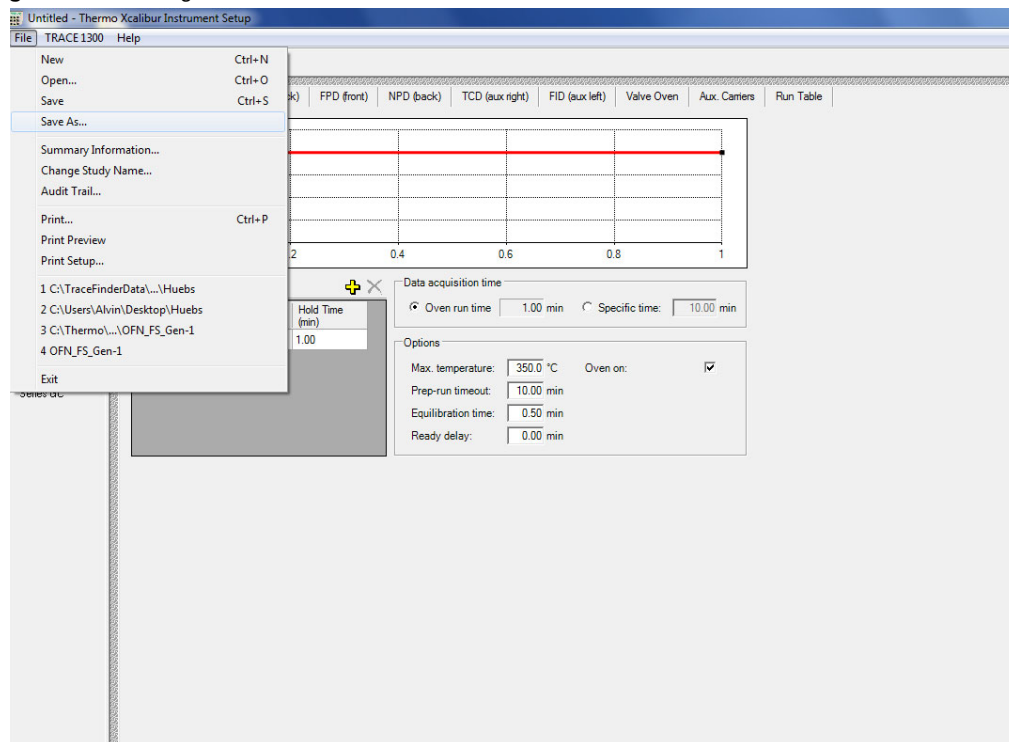 Untitled - Thermo Xcalibur Instrument Setup
File TRACE1300 Help
New Ctrl+N
Open... Ctrl+O
Save Ctrl+S
Save As...
Summary Information...
Change Study Name...
Audit Trail...
Print... Ctrl+P
Print Preview
Print Setup...
1 C:\TraceFinderData\...\Huebs
2 C:\Users\Alvin\Desktop\Huebs
3 C:\Thermo\...\OFN_FS_Gen-1
4 OFN_FS_Gen-1
Exit
FPD (front) NPD (back) TCD (aux right) FID (aux left) Valve Oven Aux. Carriers Run Table
0.4 0.6 0.8 1
Hold Time
(min)
1.00
Data acquisition time
Oven run time 1.00 min Specific time: 10.00 min
Options
Max. temperature: 350.0 °C Oven on:
Prep-run timeout: 10.00 min
Equilibration time: 0.50 min
Ready delay: 0.00 min